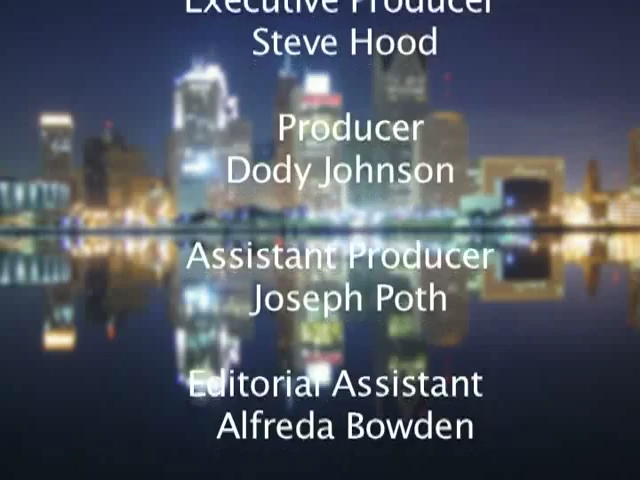 Executive Producer
Steve Hood
Producer
Dody Johnson
Assistant Producer
Joseph Poth
Editorial Assistant
Alfreda Bowden